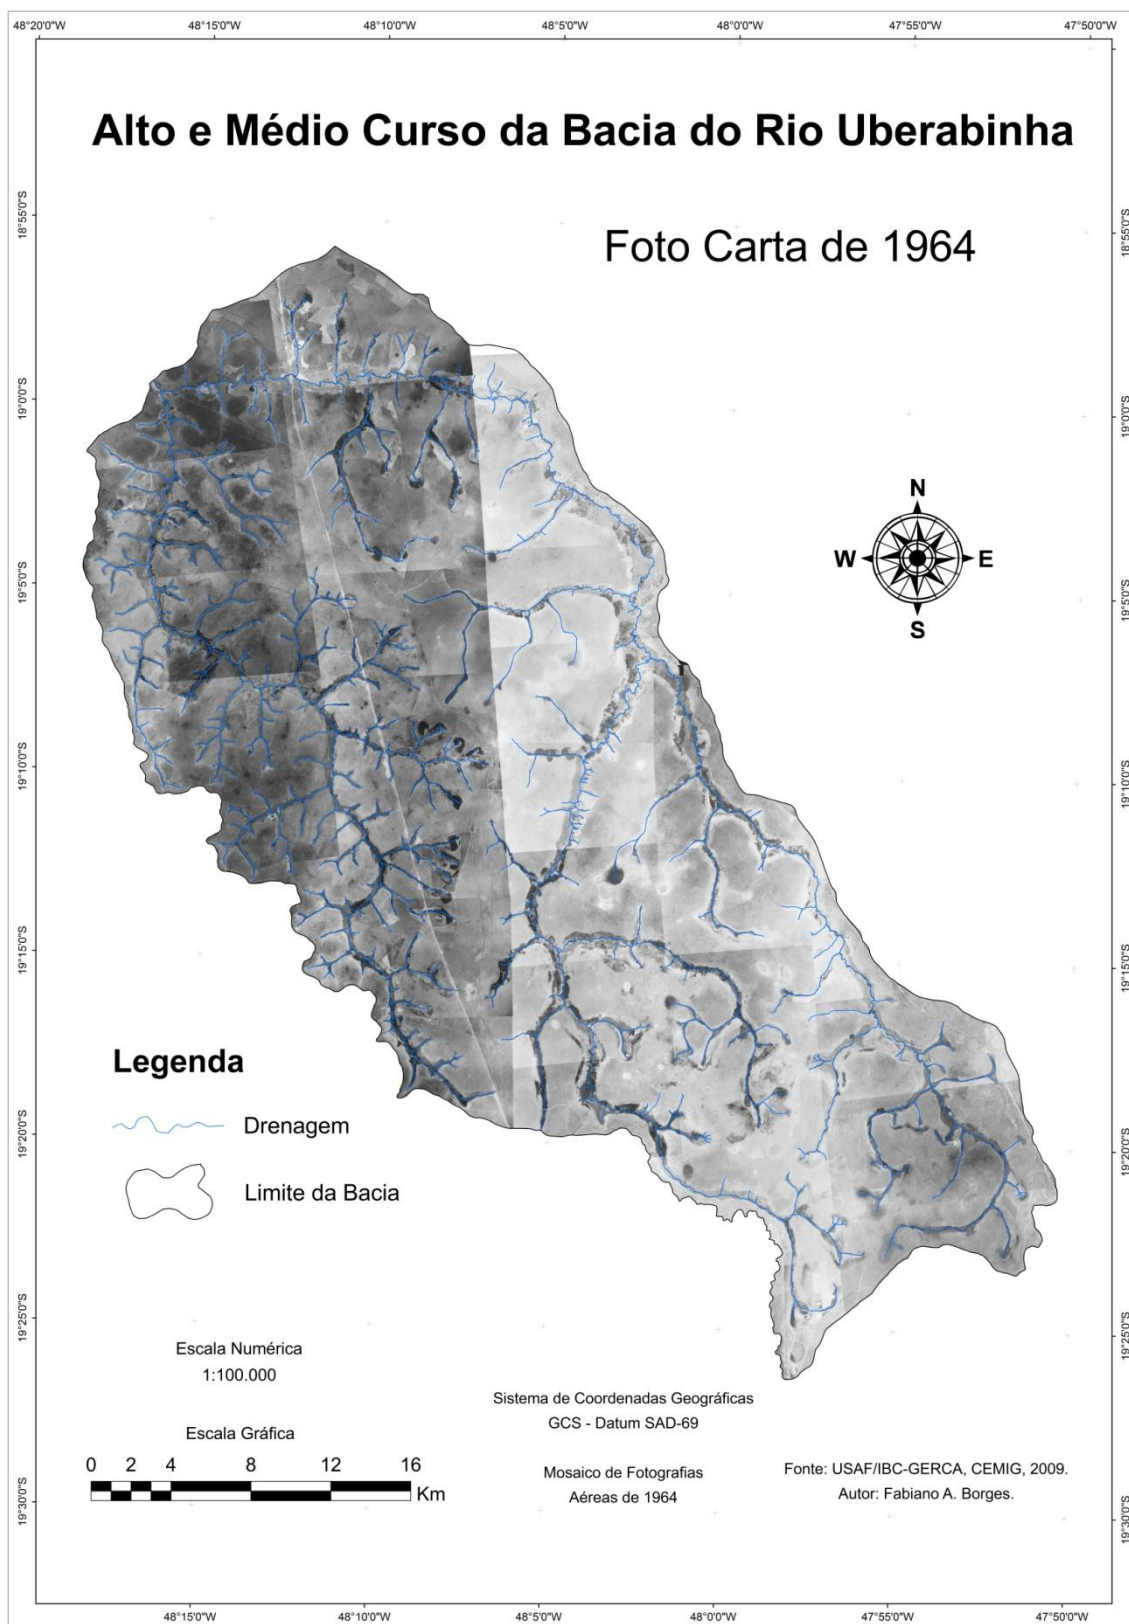 48°20'0"W 48°15'0"W 48°10'0"W 48°5'0"W 48°0'0"W 47°55'0"W 47°50'0"W
Alto e Médio Curso da Bacia do Rio Uberabinha
Foto Carta de 1964
18°55'0"S
18°55'0"S
19°0'0"S
19°0'0"S
N
W E
S
19°5'0"S
19°5'0"S
19°10'0"S
19°10'0"S
19°15'0"S
19°15'0"S
Legenda
Drenagem
19°20'0"S
19°20'0"S
Limite da Bacia
19°25'0"S
19°25'0"S
Escala Numérica
1:100.000
Sistema de Coordenadas Geográficas
GCS - Datum SAD-69
Escala Gráfica
0 2 4 8 12 16
Km
Mosaico de Fotografias
Aéreas de 1964
Fonte: USAF/IBC-GERCA, CEMIG, 2009.
Autor: Fabiano A. Borges.
19°30'0"S
19°30'0"S
48°15'0"W 48°10'0"W 48°5'0"W 48°0'0"W 47°55'0"W 47°50'0"W